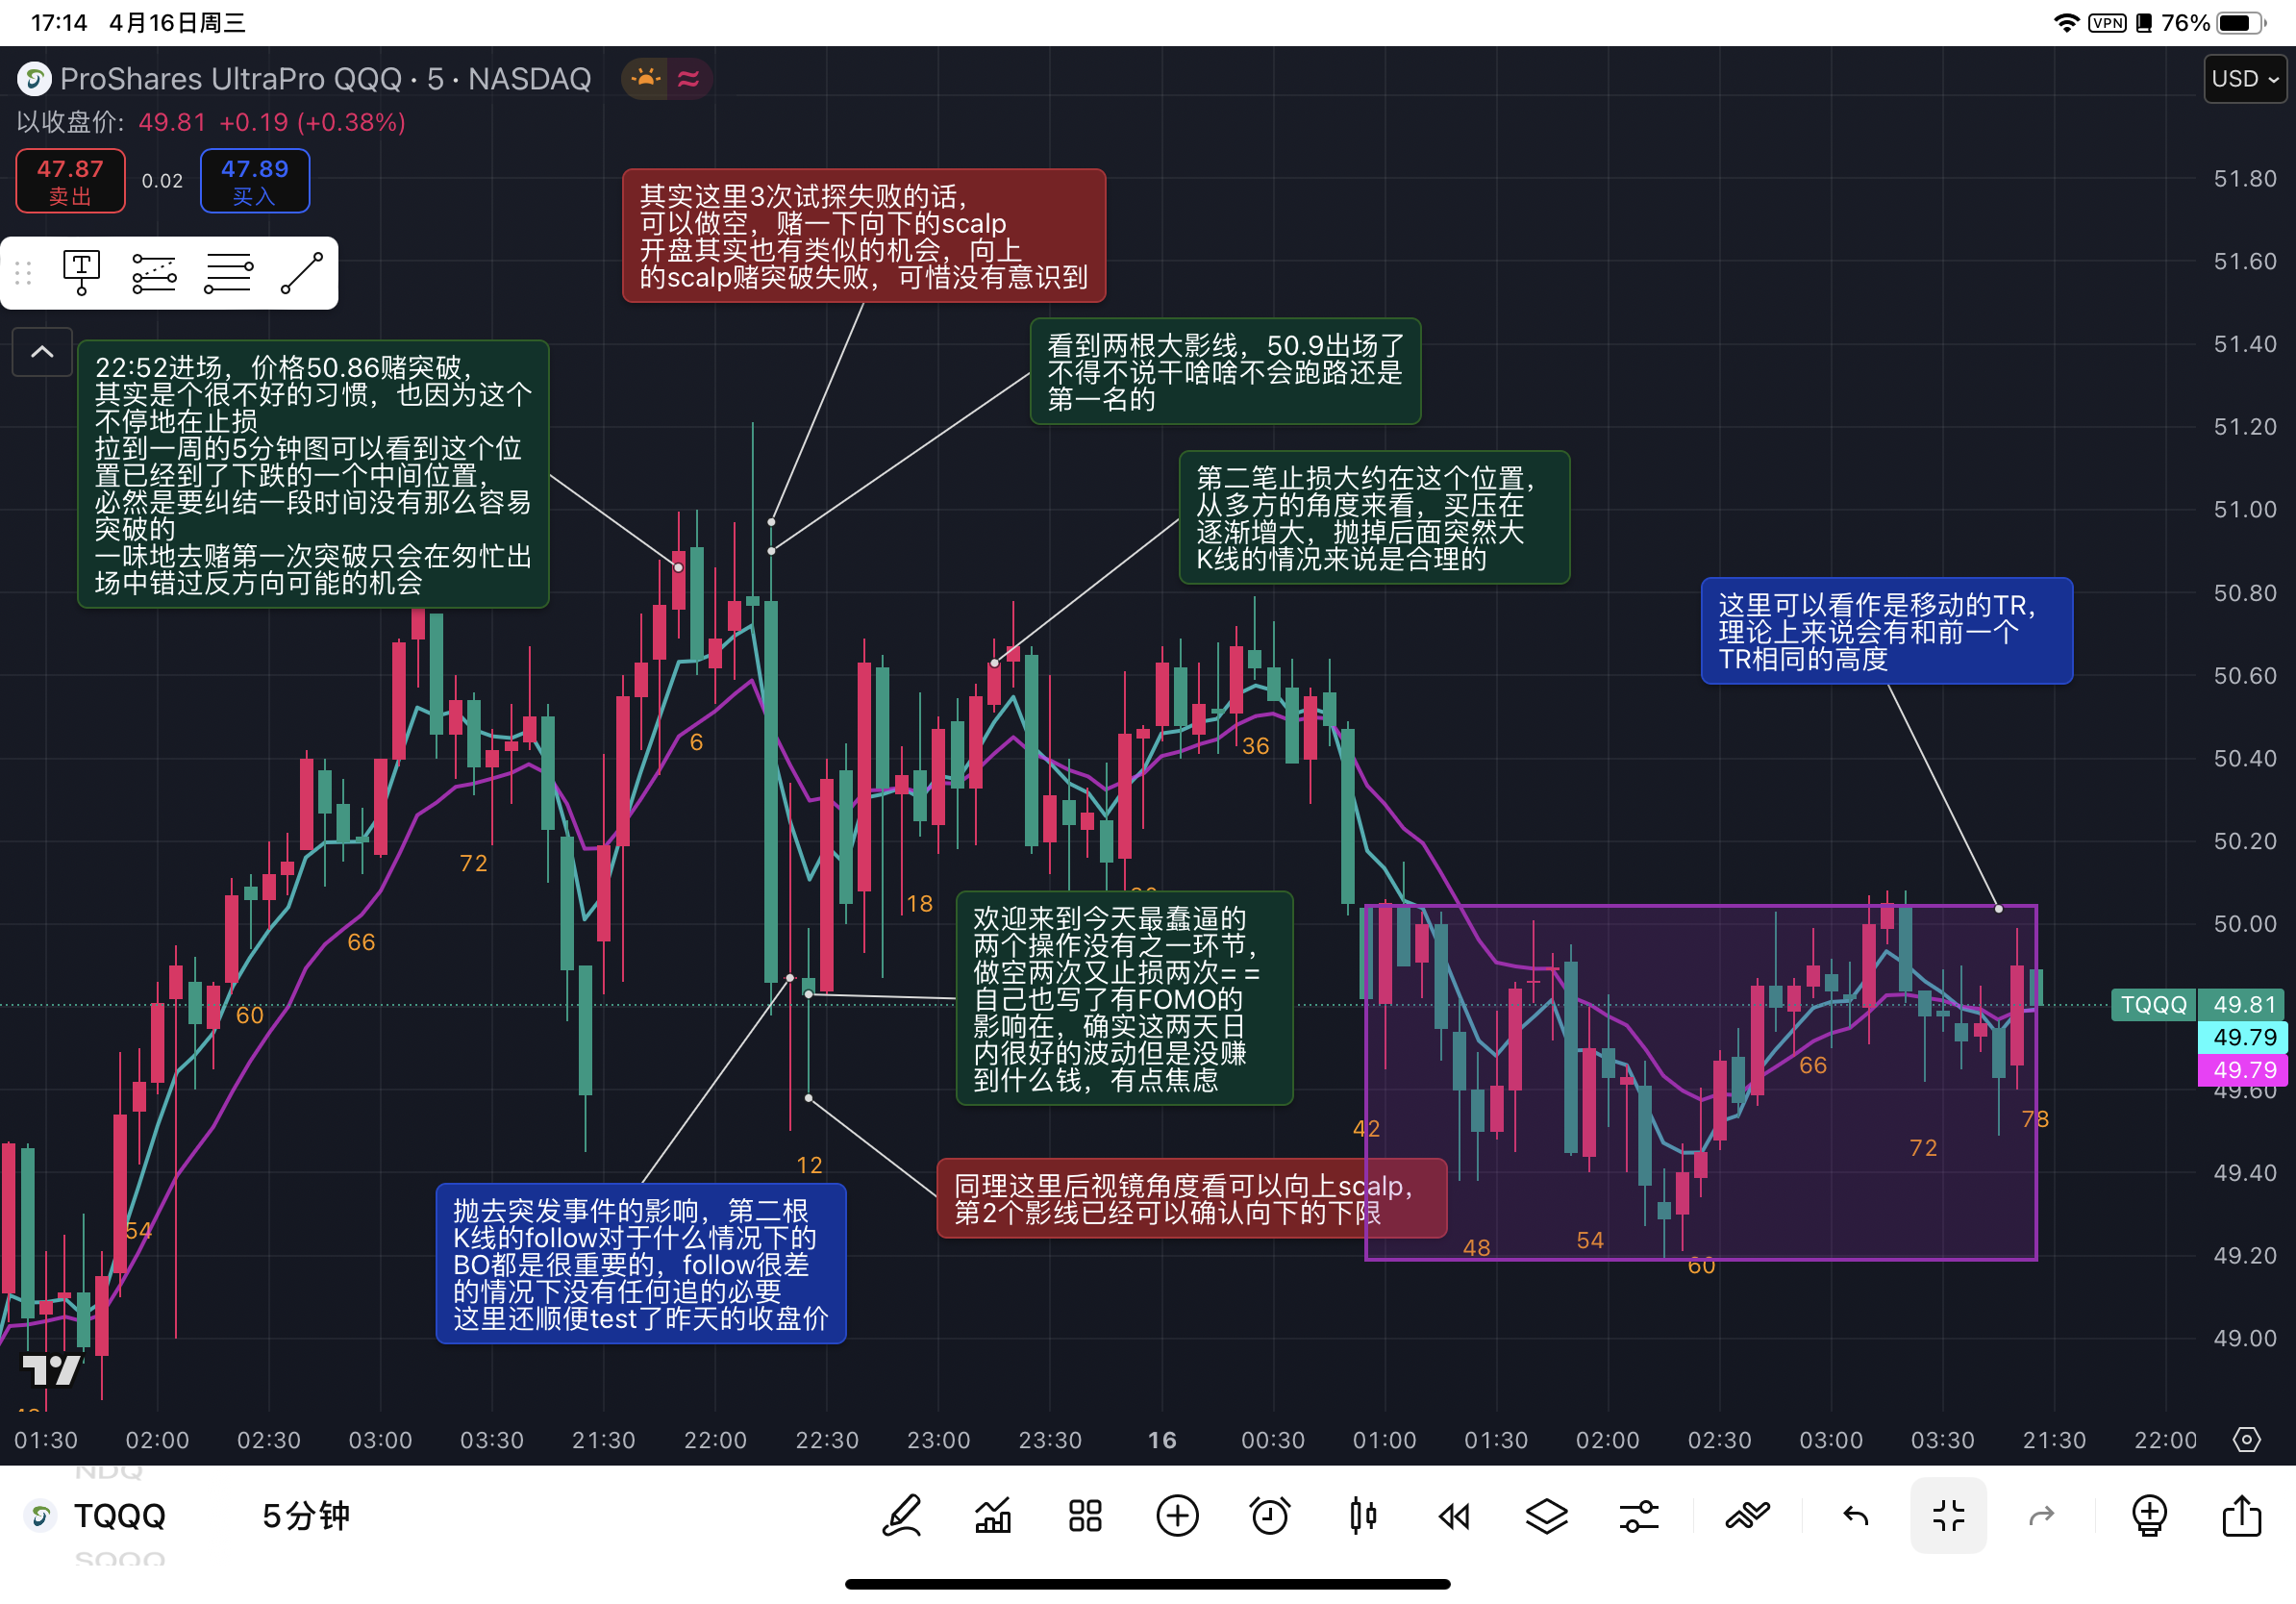 17:14 4月16日周三
VPN 76%
ProShares UltraPro QQQ · 5 · NASDAQ
USD
以收盘价: 49.81 +0.19 (+0.38%)
47.87
卖出
0.02
47.89
买入
其实这里3次试探失败的话,
可以做空，赌一下向下的scalp
开盘其实也有类似的机会，向上
的scalp赌突破失败，可惜没有意识到
22:52进场，价格50.86赌突破,
其实是个很不好的习惯，也因为这个
不停地在止损
拉到一周的5分钟图可以看到这个位
置已经到了下跌的一个中间位置,
必然是要纠结一段时间没有那么容易
突破的
一味地去赌第一次突破只会在匆忙出
场中错过反方向可能的机会
看到两根大影线，50.9出场了
不得不说干啥啥不会跑路还是
第一名的
第二笔止损大约在这个位置,
从多方的角度来看，买压在
逐渐增大，抛掉后面突然大
K线的情况来说是合理的
这里可以看作是移动的TR,
理论上来说会有和前一个
TR相同的高度
欢迎来到今天最蠢逼的
两个操作没有之一环节,
做空两次又止损两次= =
自己也写了有FOMO的
影响在，确实这两天日
内很好的波动但是没赚
到什么钱，有点焦虑
同理这里后视镜角度看可以向上scalp,
第2个影线已经可以确认向下的下限
抛去突发事件的影响，第二根
K线的follow对于什么情况下的
BO都是很重要的，follow很差
的情况下没有任何追的必要
这里还顺便test了昨天的收盘价
54
60
66
72
6
12
18
36
42
48
54
60
66
72
78
51.80
51.60
51.40
51.20
51.00
50.80
50.60
50.40
50.20
50.00
TQQQ 49.81
49.79
49.79
49.60
49.40
49.20
49.00
01:30 02:00 02:30 03:00 03:30 21:30 22:00 22:30 23:00 23:30 16 00:30 01:00 01:30 02:00 02:30 03:00 03:30 21:30 22:00
NDQ
TQQQ 5分钟
SQQQ